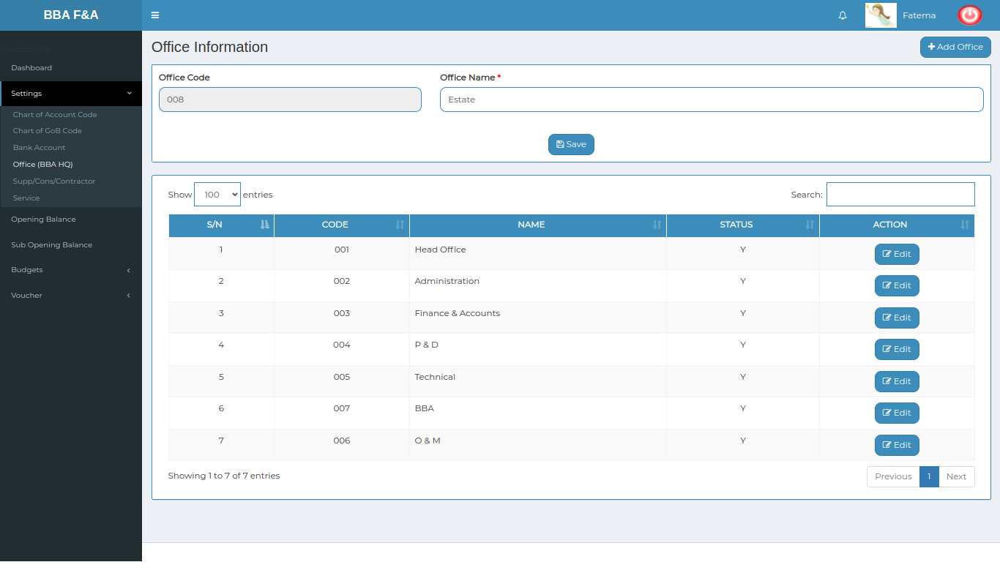 BBA F&A
Fatema
Dashboard
Settings
Chart of Account Code
Chart of GoB Code
Bank Account
Office (BBA HQ)
Supp/Cons/Contractor
Service
Opening Balance
Sub Opening Balance
Budgets
Voucher
Office Information
Add Office
Office Code Office Name *
008 Estate
Save
Show 100 entries Search:
S/N CODE NAME STATUS ACTION
1 001 Head Office Y Edit
2 002 Administration Y Edit
3 003 Finance & Accounts Y Edit
4 004 P & D Y Edit
5 005 Technical Y Edit
6 007 BBA Y Edit
7 006 O & M Y Edit
Showing 1 to 7 of 7 entries Previous 1 Next